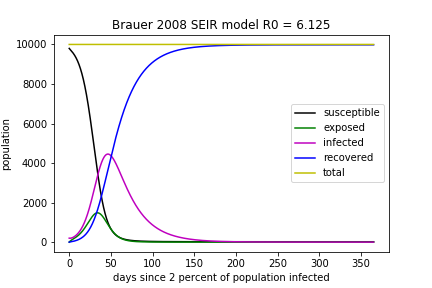 Brauer 2008 SEIR model R0 = 6.125
10000
8000
6000
4000
2000
0
population
susceptible
exposed
infected
recovered
total
0 50 100 150 200 250 300 350
days since 2 percent of population infected